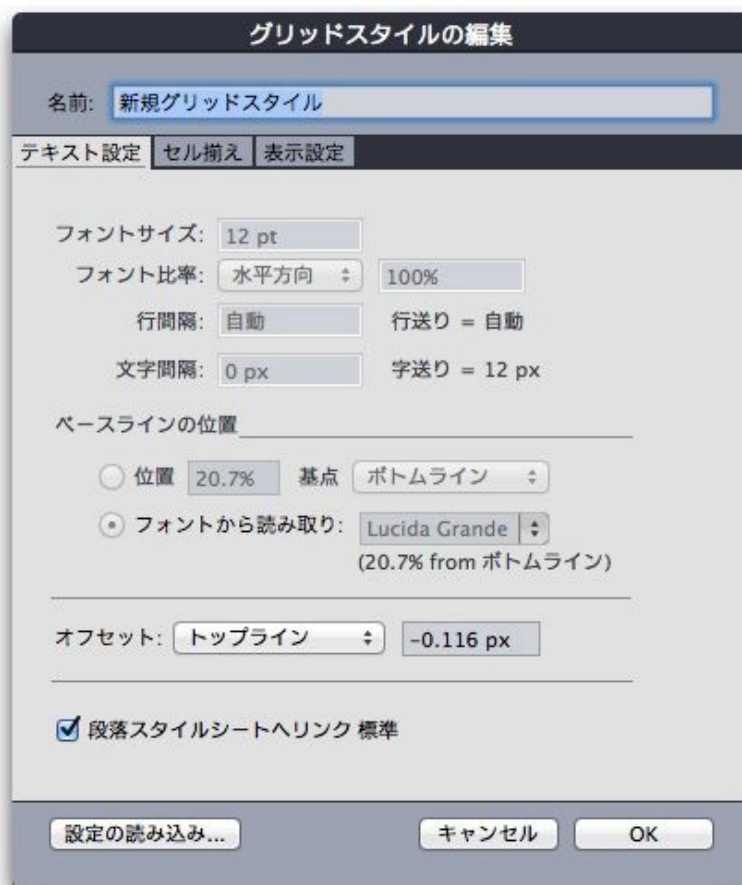 グリッドスタイルの編集
名前: 新規グリッドスタイル
テキスト設定 セル揃え 表示設定
フォントサイズ: 12 pt
フォント比率: 水平方向 100%
行間隔: 自動 行送り = 自動
文字間隔: 0 px 字送り = 12 px
ベースラインの位置
位置 20.7% 基点 ボトムライン
フォントから読み取り: Lucida Grande
(20.7% from ボトムライン)
オフセット: トップライン -0.116 px
段落スタイルシートへリンク 標準
設定の読み込み... キャンセル OK